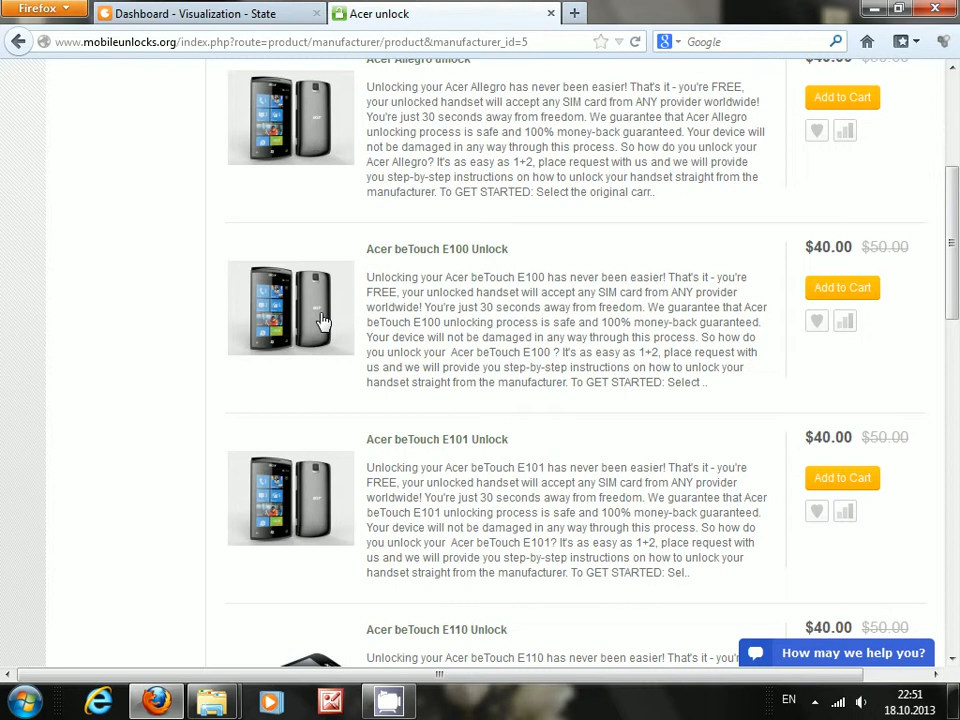 Firefox
Dashboard - Visualization - State
Acer unlock
www.mobileunlocks.org/index.php?route=product/manufacturer/product&manufacturer_id=5
Google
Acer Allegro unlock
$40.00 $50.00
Unlocking your Acer Allegro has never been easier! That's it - you're FREE,
your unlocked handset will accept any SIM card from ANY provider worldwide!
You're just 30 seconds away from freedom. We guarantee that Acer Allegro
unlocking process is safe and 100% money-back guaranteed. Your device will
not be damaged in any way through this process. So how do you unlock your
Acer Allegro? It's as easy as 1+2, place request with us and we will provide
you step-by-step instructions on how to unlock your handset straight from the
manufacturer. To GET STARTED: Select the original carr..
Add to Cart
Acer beTouch E100 Unlock
$40.00 $50.00
Unlocking your Acer beTouch E100 has never been easier! That's it - you're
FREE, your unlocked handset will accept any SIM card from ANY provider
worldwide! You're just 30 seconds away from freedom. We guarantee that Acer
beTouch E100 unlocking process is safe and 100% money-back guaranteed.
Your device will not be damaged in any way through this process. So how do
you unlock your  Acer beTouch E100 ? It's as easy as 1+2, place request with
us and we will provide you step-by-step instructions on how to unlock your
handset straight from the manufacturer. To GET STARTED: Select ..
Add to Cart
Acer beTouch E101 Unlock
$40.00 $50.00
Unlocking your Acer beTouch E101 has never been easier! That's it - you're
FREE, your unlocked handset will accept any SIM card from ANY provider
worldwide! You're just 30 seconds away from freedom. We guarantee that Acer
beTouch E101 unlocking process is safe and 100% money-back guaranteed.
Your device will not be damaged in any way through this process. So how do
you unlock your  Acer beTouch E101? It's as easy as 1+2, place request with
us and we will provide you step-by-step instructions on how to unlock your
handset straight from the manufacturer. To GET STARTED: Sel..
Add to Cart
Acer beTouch E110 Unlock
$40.00 $50.00
Unlocking your Acer beTouch E110 has never been easier! That's it - you're
How may we help you?
EN
22:51
18.10.2013